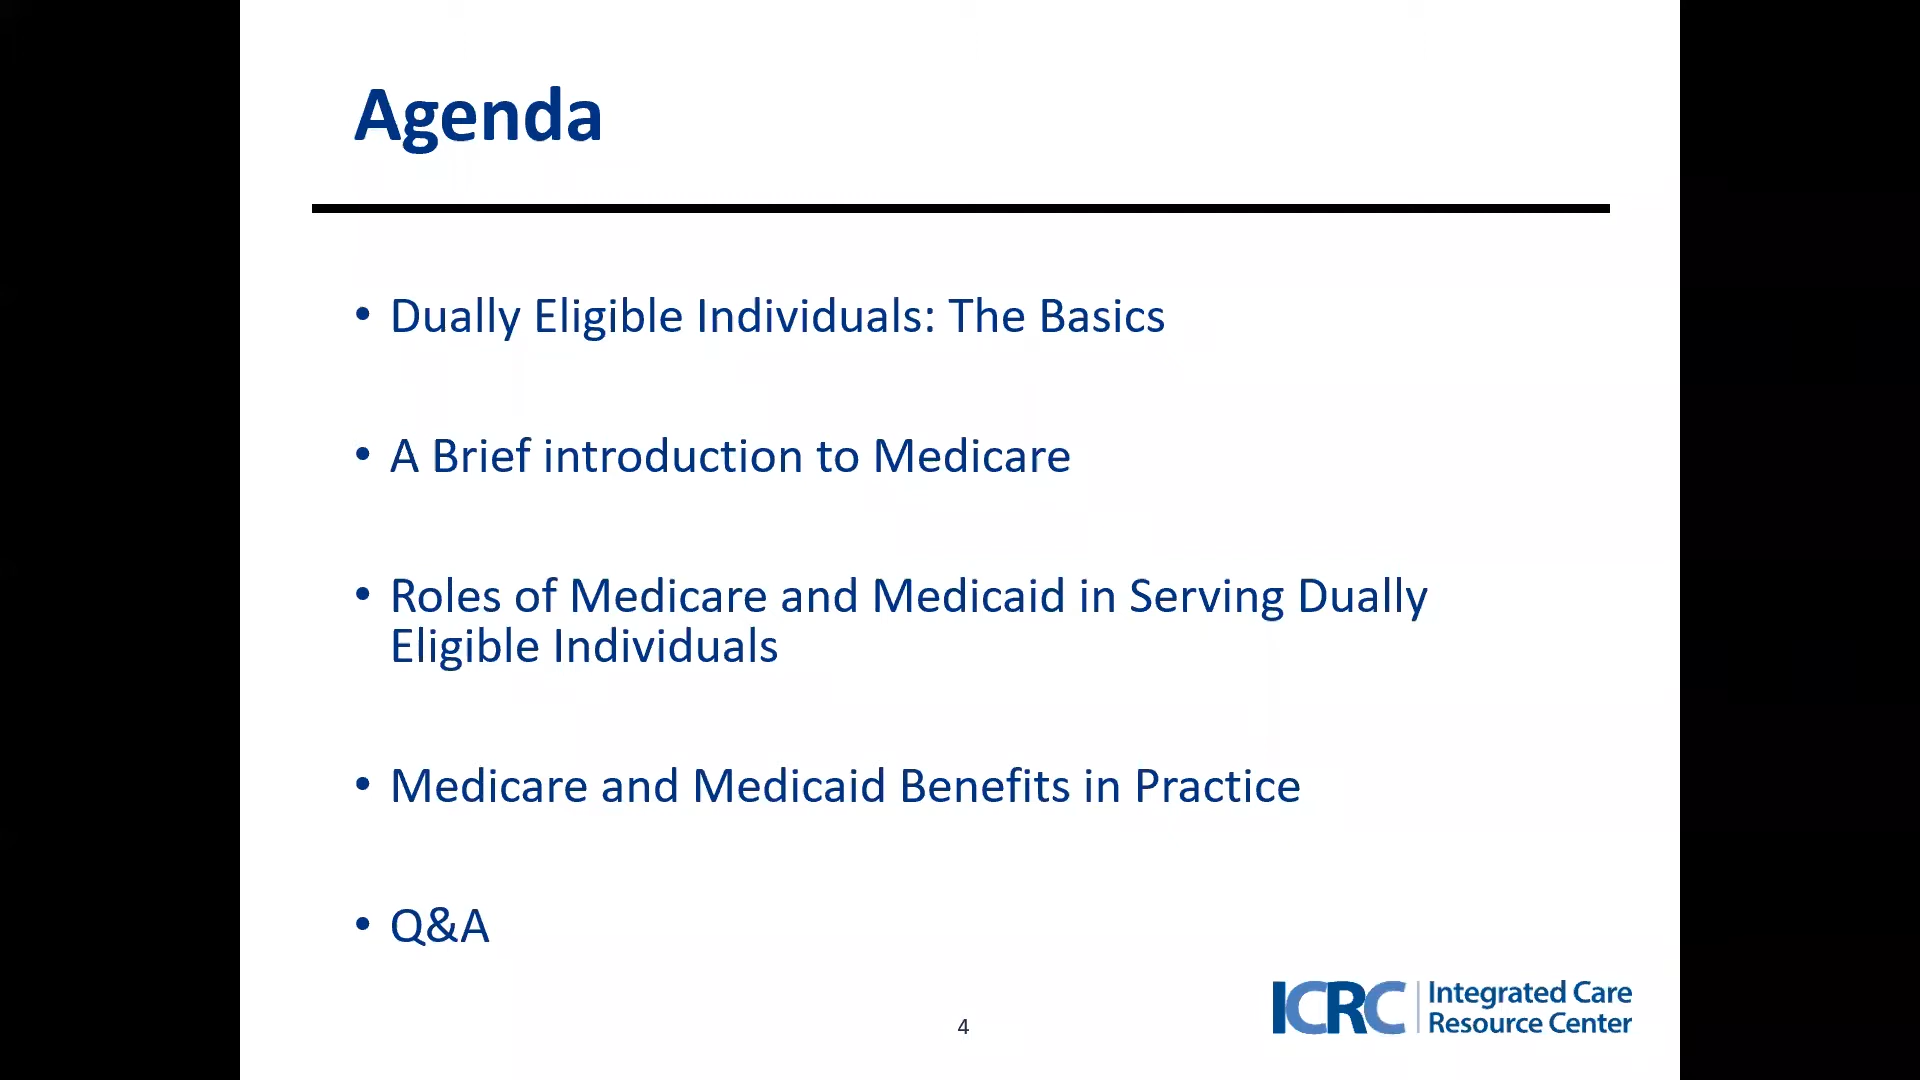 Agenda
• Dually Eligible Individuals: The Basics
• A Brief introduction to Medicare
• Roles of Medicare and Medicaid in Serving Dually
Eligible Individuals
• Medicare and Medicaid Benefits in Practice
• Q&A
4
ICRC
Integrated Care
Resource Center